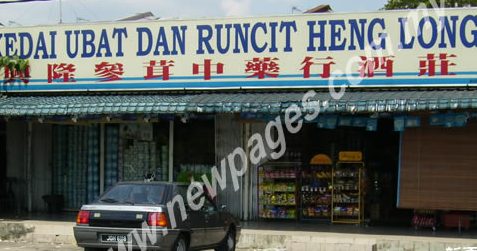 KEDAI UBAT DAN RUNCIT HENG LONG
興隆參茸中藥行酒莊
www.newpages.com.my